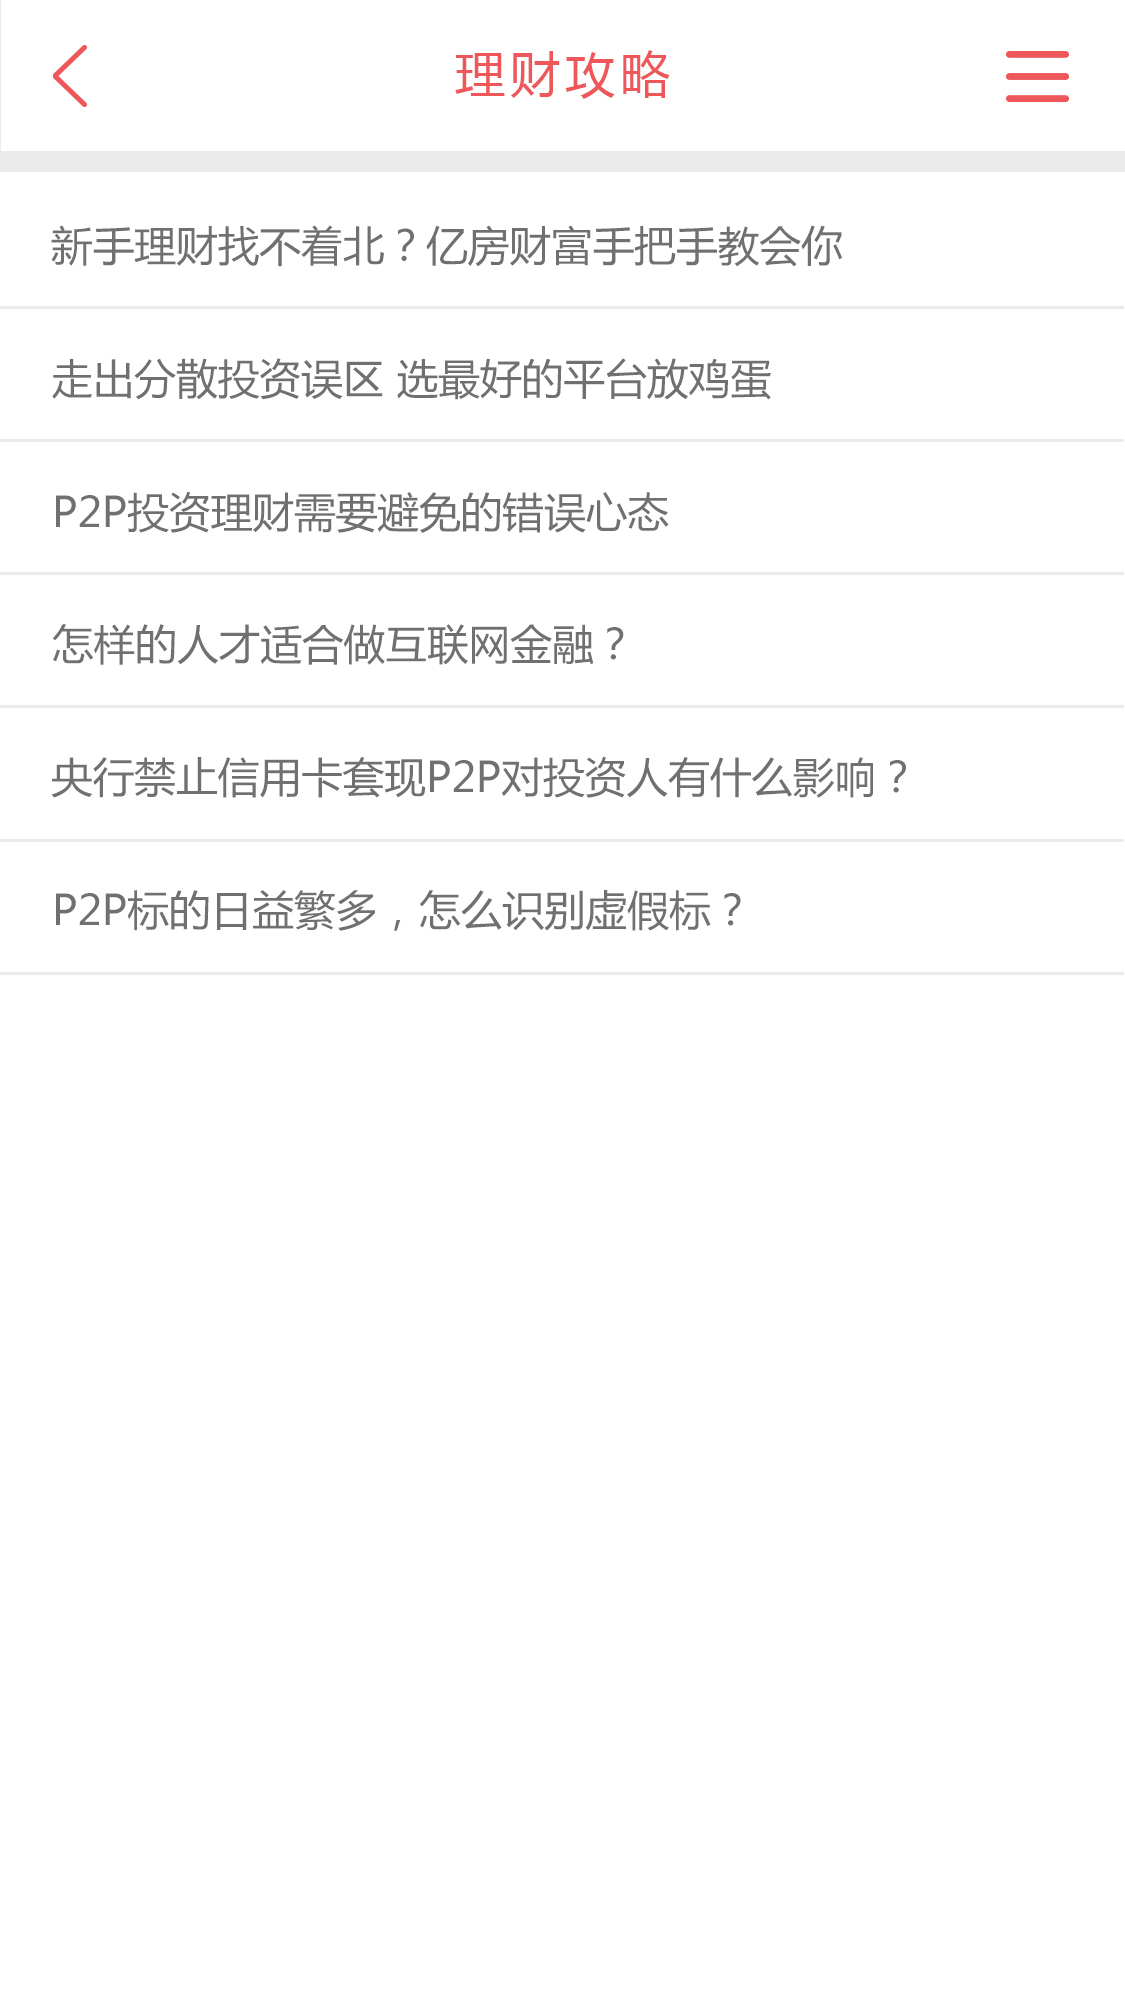 理财攻略
新手理财找不着北？亿房财富手把手教会你
走出分散投资误区 选最好的平台放鸡蛋
P2P投资理财需要避免的错误心态
怎样的人才适合做互联网金融？
央行禁止信用卡套现P2P对投资人有什么影响？
P2P标的日益繁多，怎么识别虚假标？